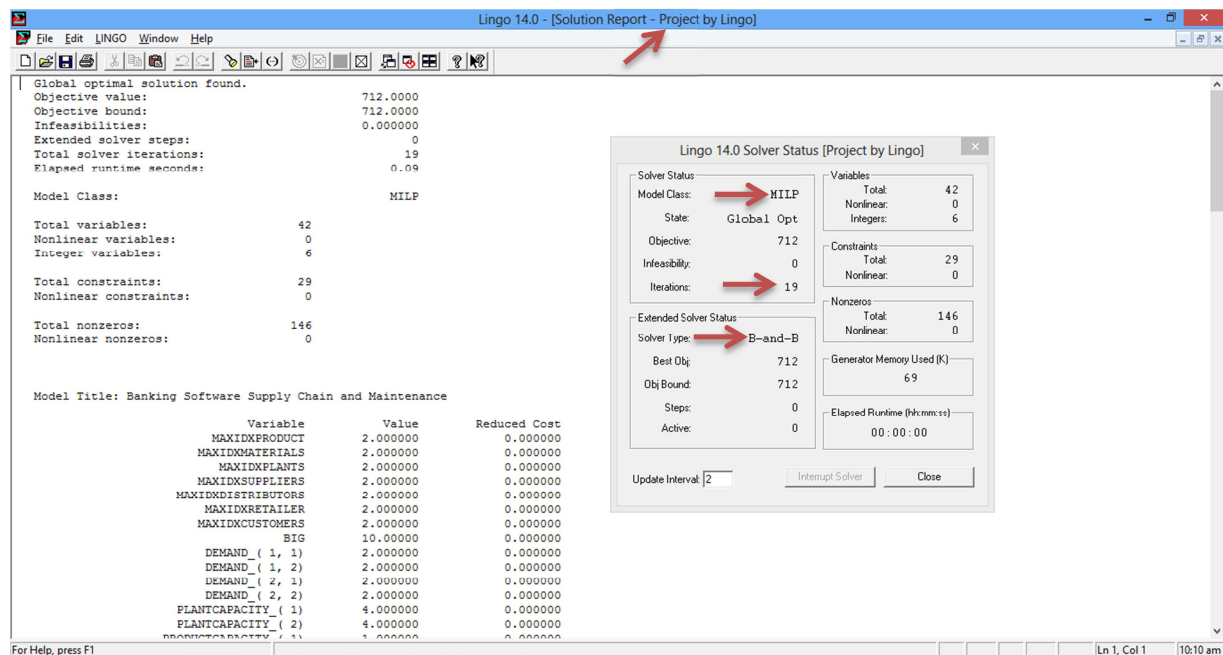 Lingo 14.0 - [Solution Report - Project by Lingo]
File Edit LINGO Window Help
Global optimal solution found.
Objective value: 712.0000
Objective bound: 712.0000
Infeasibilities: 0.000000
Extended solver steps: 0
Total solver iterations: 19
Elapsed runtime seconds: 0.09
Model Class: MILP
Total variables: 42
Nonlinear variables: 0
Integer variables: 6
Total constraints: 29
Nonlinear constraints: 0
Total nonzeros: 146
Nonlinear nonzeros: 0
Model Title: Banking Software Supply Chain and Maintenance
Variable Value Reduced Cost
MAXIDXPRODUCT 2.000000 0.000000
MAXIDXMATERIALS 2.000000 0.000000
MAXIDXPLANTS 2.000000 0.000000
MAXIDXSUPPLIERS 2.000000 0.000000
MAXIDXDISTRIBUTORS 2.000000 0.000000
MAXIDXRETAILER 2.000000 0.000000
MAXIDXCUSTOMERS 2.000000 0.000000
BIG 10.00000 0.000000
DEMAND_( 1, 1) 2.000000 0.000000
DEMAND_( 1, 2) 2.000000 0.000000
DEMAND_( 2, 1) 2.000000 0.000000
DEMAND_( 2, 2) 2.000000 0.000000
PLANTCAPACITY_( 1) 4.000000 0.000000
PLANTCAPACITY_( 2) 4.000000 0.000000
PRODUCTCAPACITY_( 1) 1.000000 0.000000
Lingo 14.0 Solver Status [Project by Lingo]
Solver Status
Model Class: MILP
State: Global Opt
Objective: 712
Infeasibility: 0
Iterations: 19
Extended Solver Status
Solver Type: B-and-B
Best Obj: 712
Obj Bound: 712
Steps: 0
Active: 0
Variables
Total: 42
Nonlinear: 0
Integers: 6
Constraints
Total: 29
Nonlinear: 0
Nonzeros
Total: 146
Nonlinear: 0
Generator Memory Used (K)
69
Elapsed Runtime (hh:mm:ss)
00:00:00
Update Interval: 2 Interrupt Solver Close
For Help, press F1 Ln 1, Col 1 10:10 am